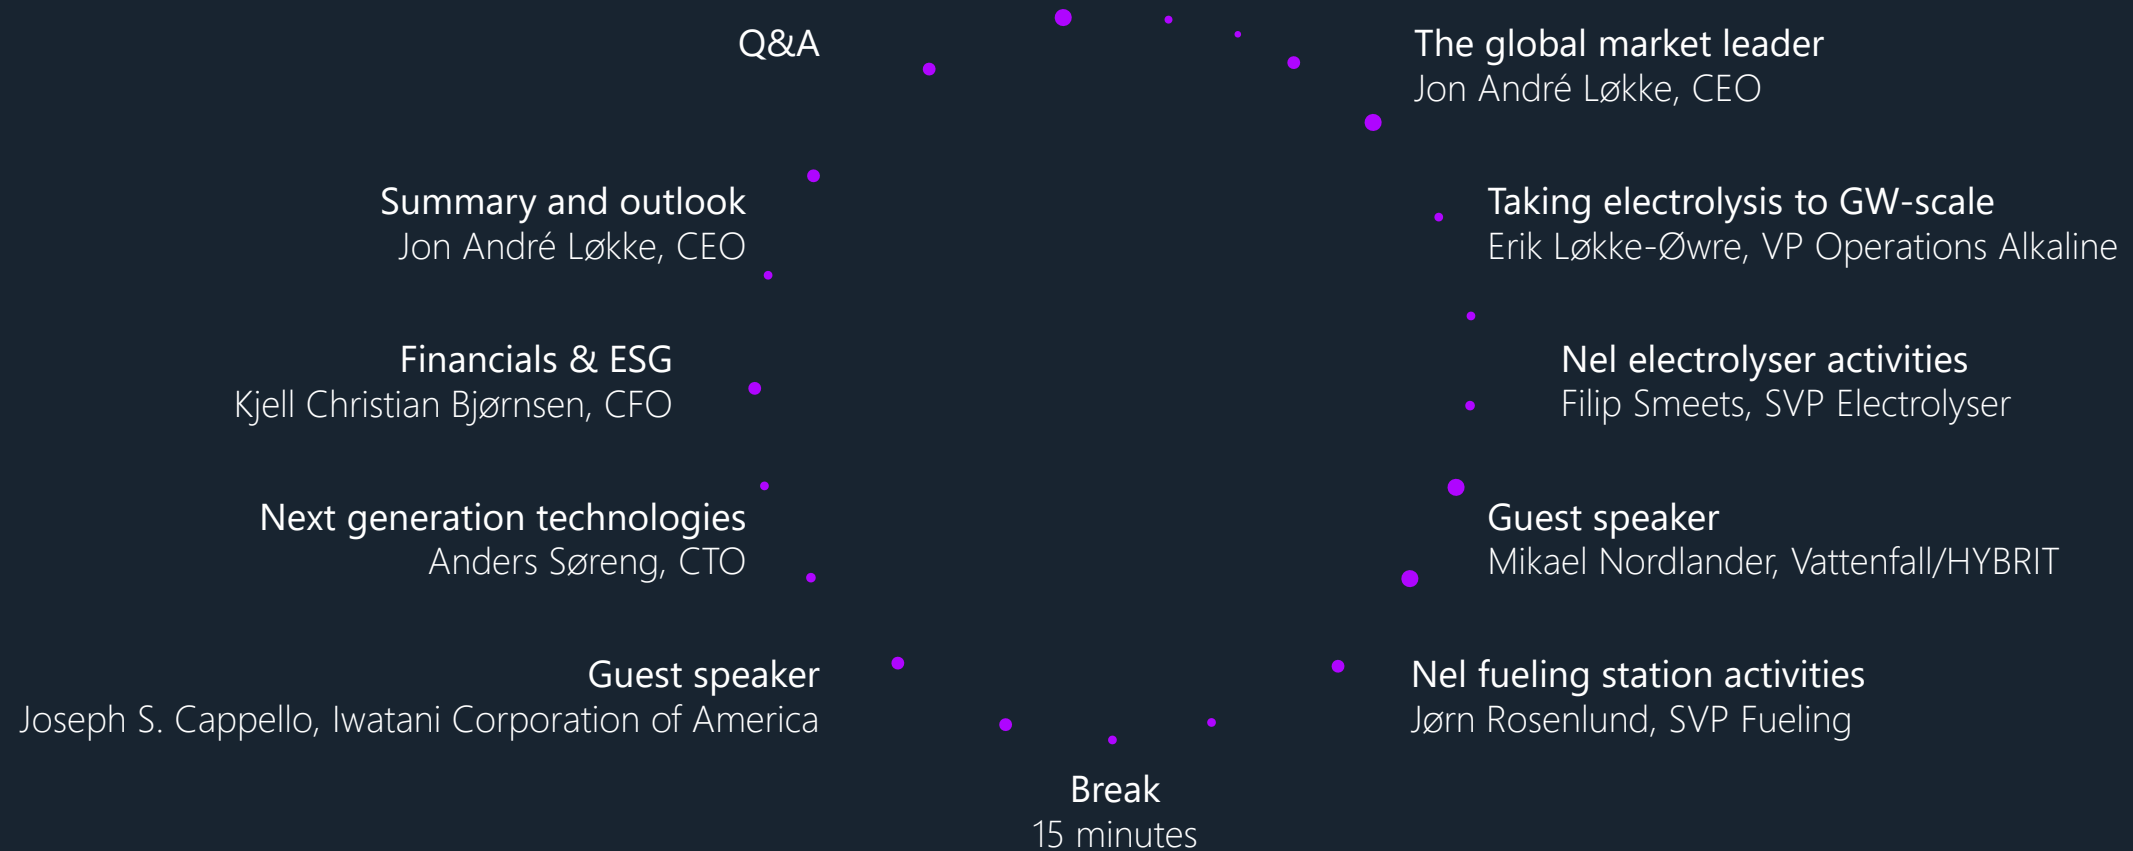 The global market leader
Jon André Løkke, CEO
Taking electrolysis to GW-scale
Erik Løkke-Øwre, VP Operations Alkaline
Nel electrolyser activities
Filip Smeets, SVP Electrolyser
Guest speaker
Mikael Nordlander, Vattenfall/HYBRIT
Nel fueling station activities
Jørn Rosenlund, SVP Fueling
Break
15 minutes
Guest speaker
Joseph S. Cappello, Iwatani Corporation of America
Next generation technologies
Anders Søreng, CTO
Financials & ESG
Kjell Christian Bjørnsen, CFO
Summary and outlook
Jon André Løkke, CEO
Q&A